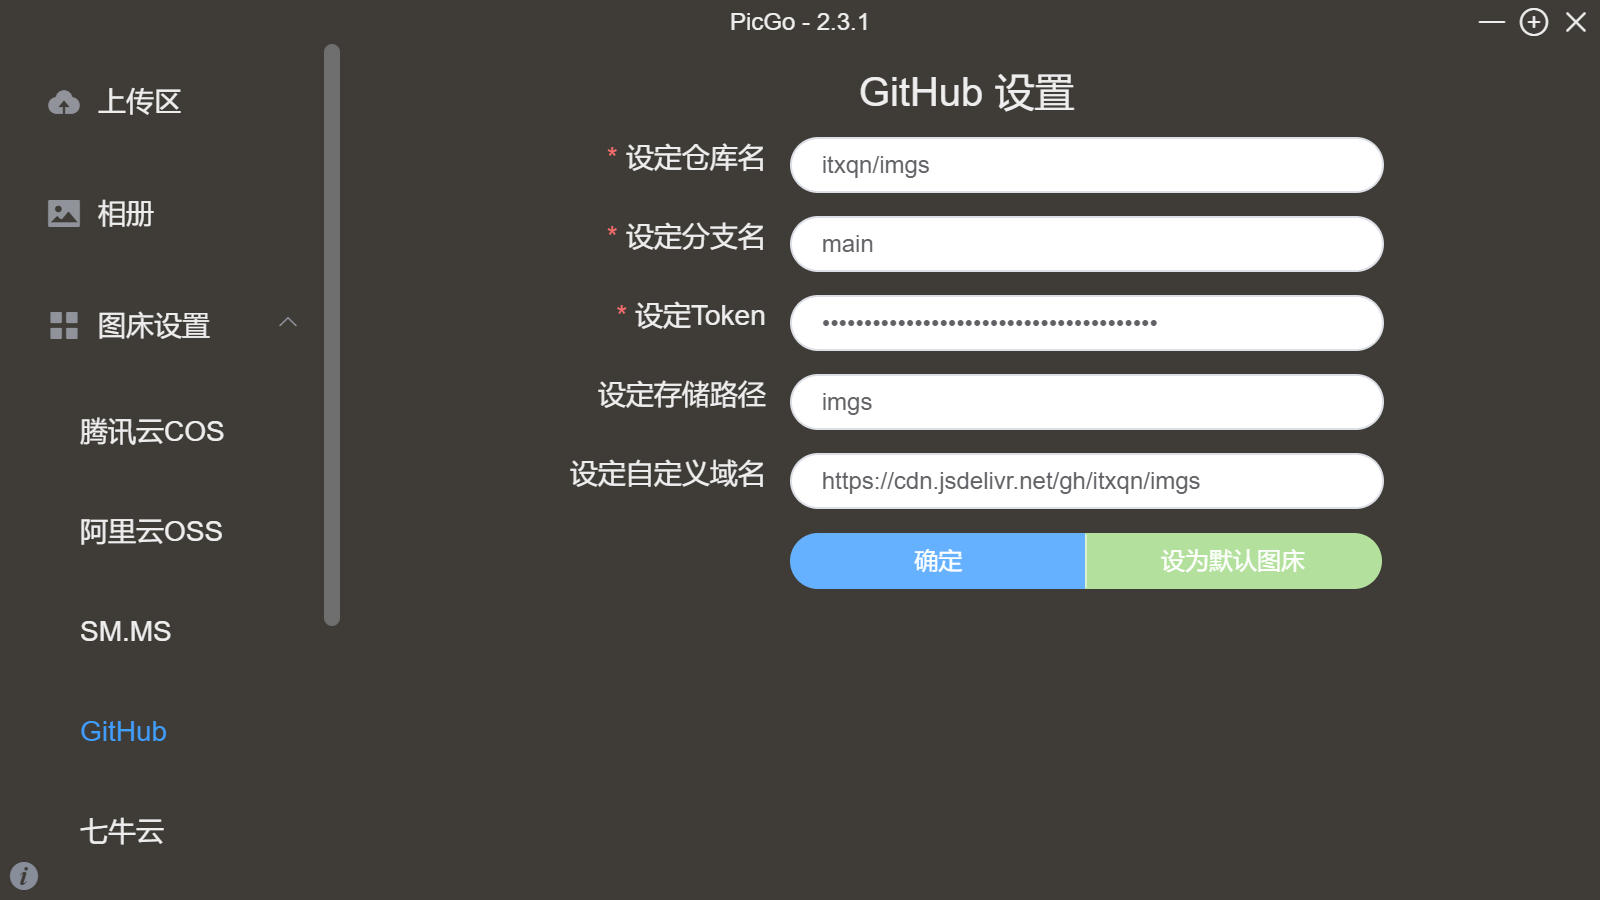 PicGo - 2.3.1
上传区
相册
图床设置
腾讯云COS
阿里云OSS
SM.MS
GitHub
七牛云
GitHub 设置
* 设定仓库名
itxqn/imgs
* 设定分支名
main
* 设定Token
设定存储路径
imgs
设定自定义域名
https://cdn.jsdelivr.net/gh/itxqn/imgs
确定
设为默认图床